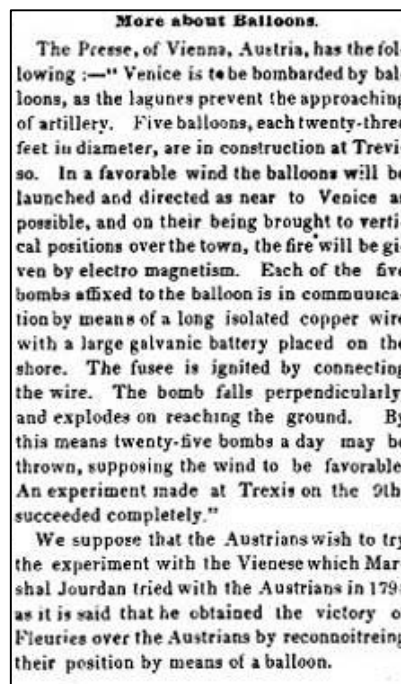 More about Balloons.
The Presse, of Vienna, Austria, has the fol-
lowing :—" Venice is to be bombarded by bal-
loons, as the lagunes prevent the approaching
of artillery. Five balloons, each twenty-three
feet in diameter, are in construction at Trevi-
so. In a favorable wind the balloons will be
launched and directed as near to Venice as
possible, and on their being brought to verti-
cal positions over the town, the fire will be gi-
ven by electro magnetism. Each of the five
bombs affixed to the balloon is in communica-
tion by means of a long isolated copper wire
with a large galvanic battery placed on the
shore. The fusee is ignited by connecting
the wire. The bomb falls perpendicularly,
and explodes on reaching the ground. By
this means twenty-five bombs a day may be
thrown, supposing the wind to be favorable.
An experiment made at Trexis on the 9th,
succeeded completely."
We suppose that the Austrians wish to try
the experiment with the Vienese which Mar-
shal Jourdan tried with the Austrians in
as it is said that he obtained the victory of
Fleuries over the Austrians by reconnoitreing
their position by means of a balloon.